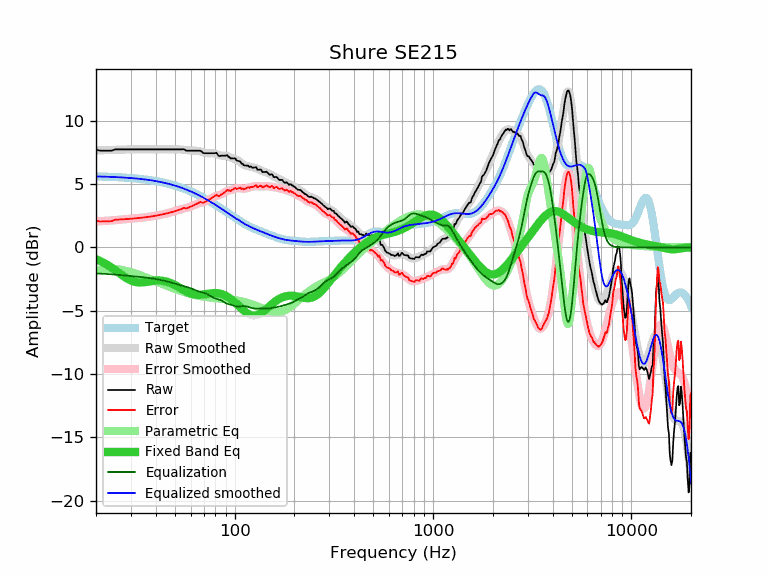 Shure SE215
Amplitude (dBr)
10
5
0
−5
−10
−15
−20
Target
Raw Smoothed
Error Smoothed
Raw
Error
Parametric Eq
Fixed Band Eq
Equalization
Equalized smoothed
100 1000 10000
Frequency (Hz)